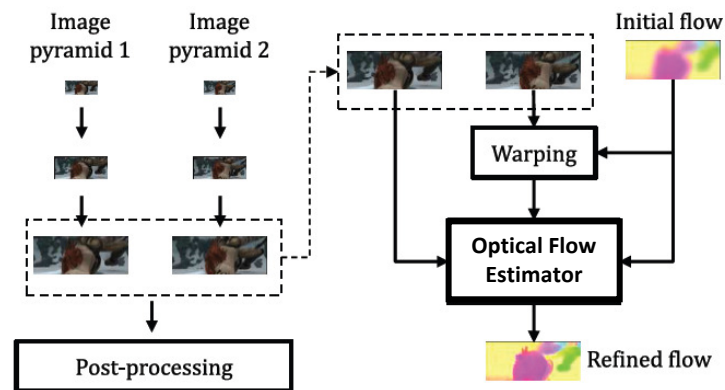 Image
pyramid 1
Image
pyramid 2
Initial flow
Warping
Optical Flow
Estimator
Post-processing
Refined flow